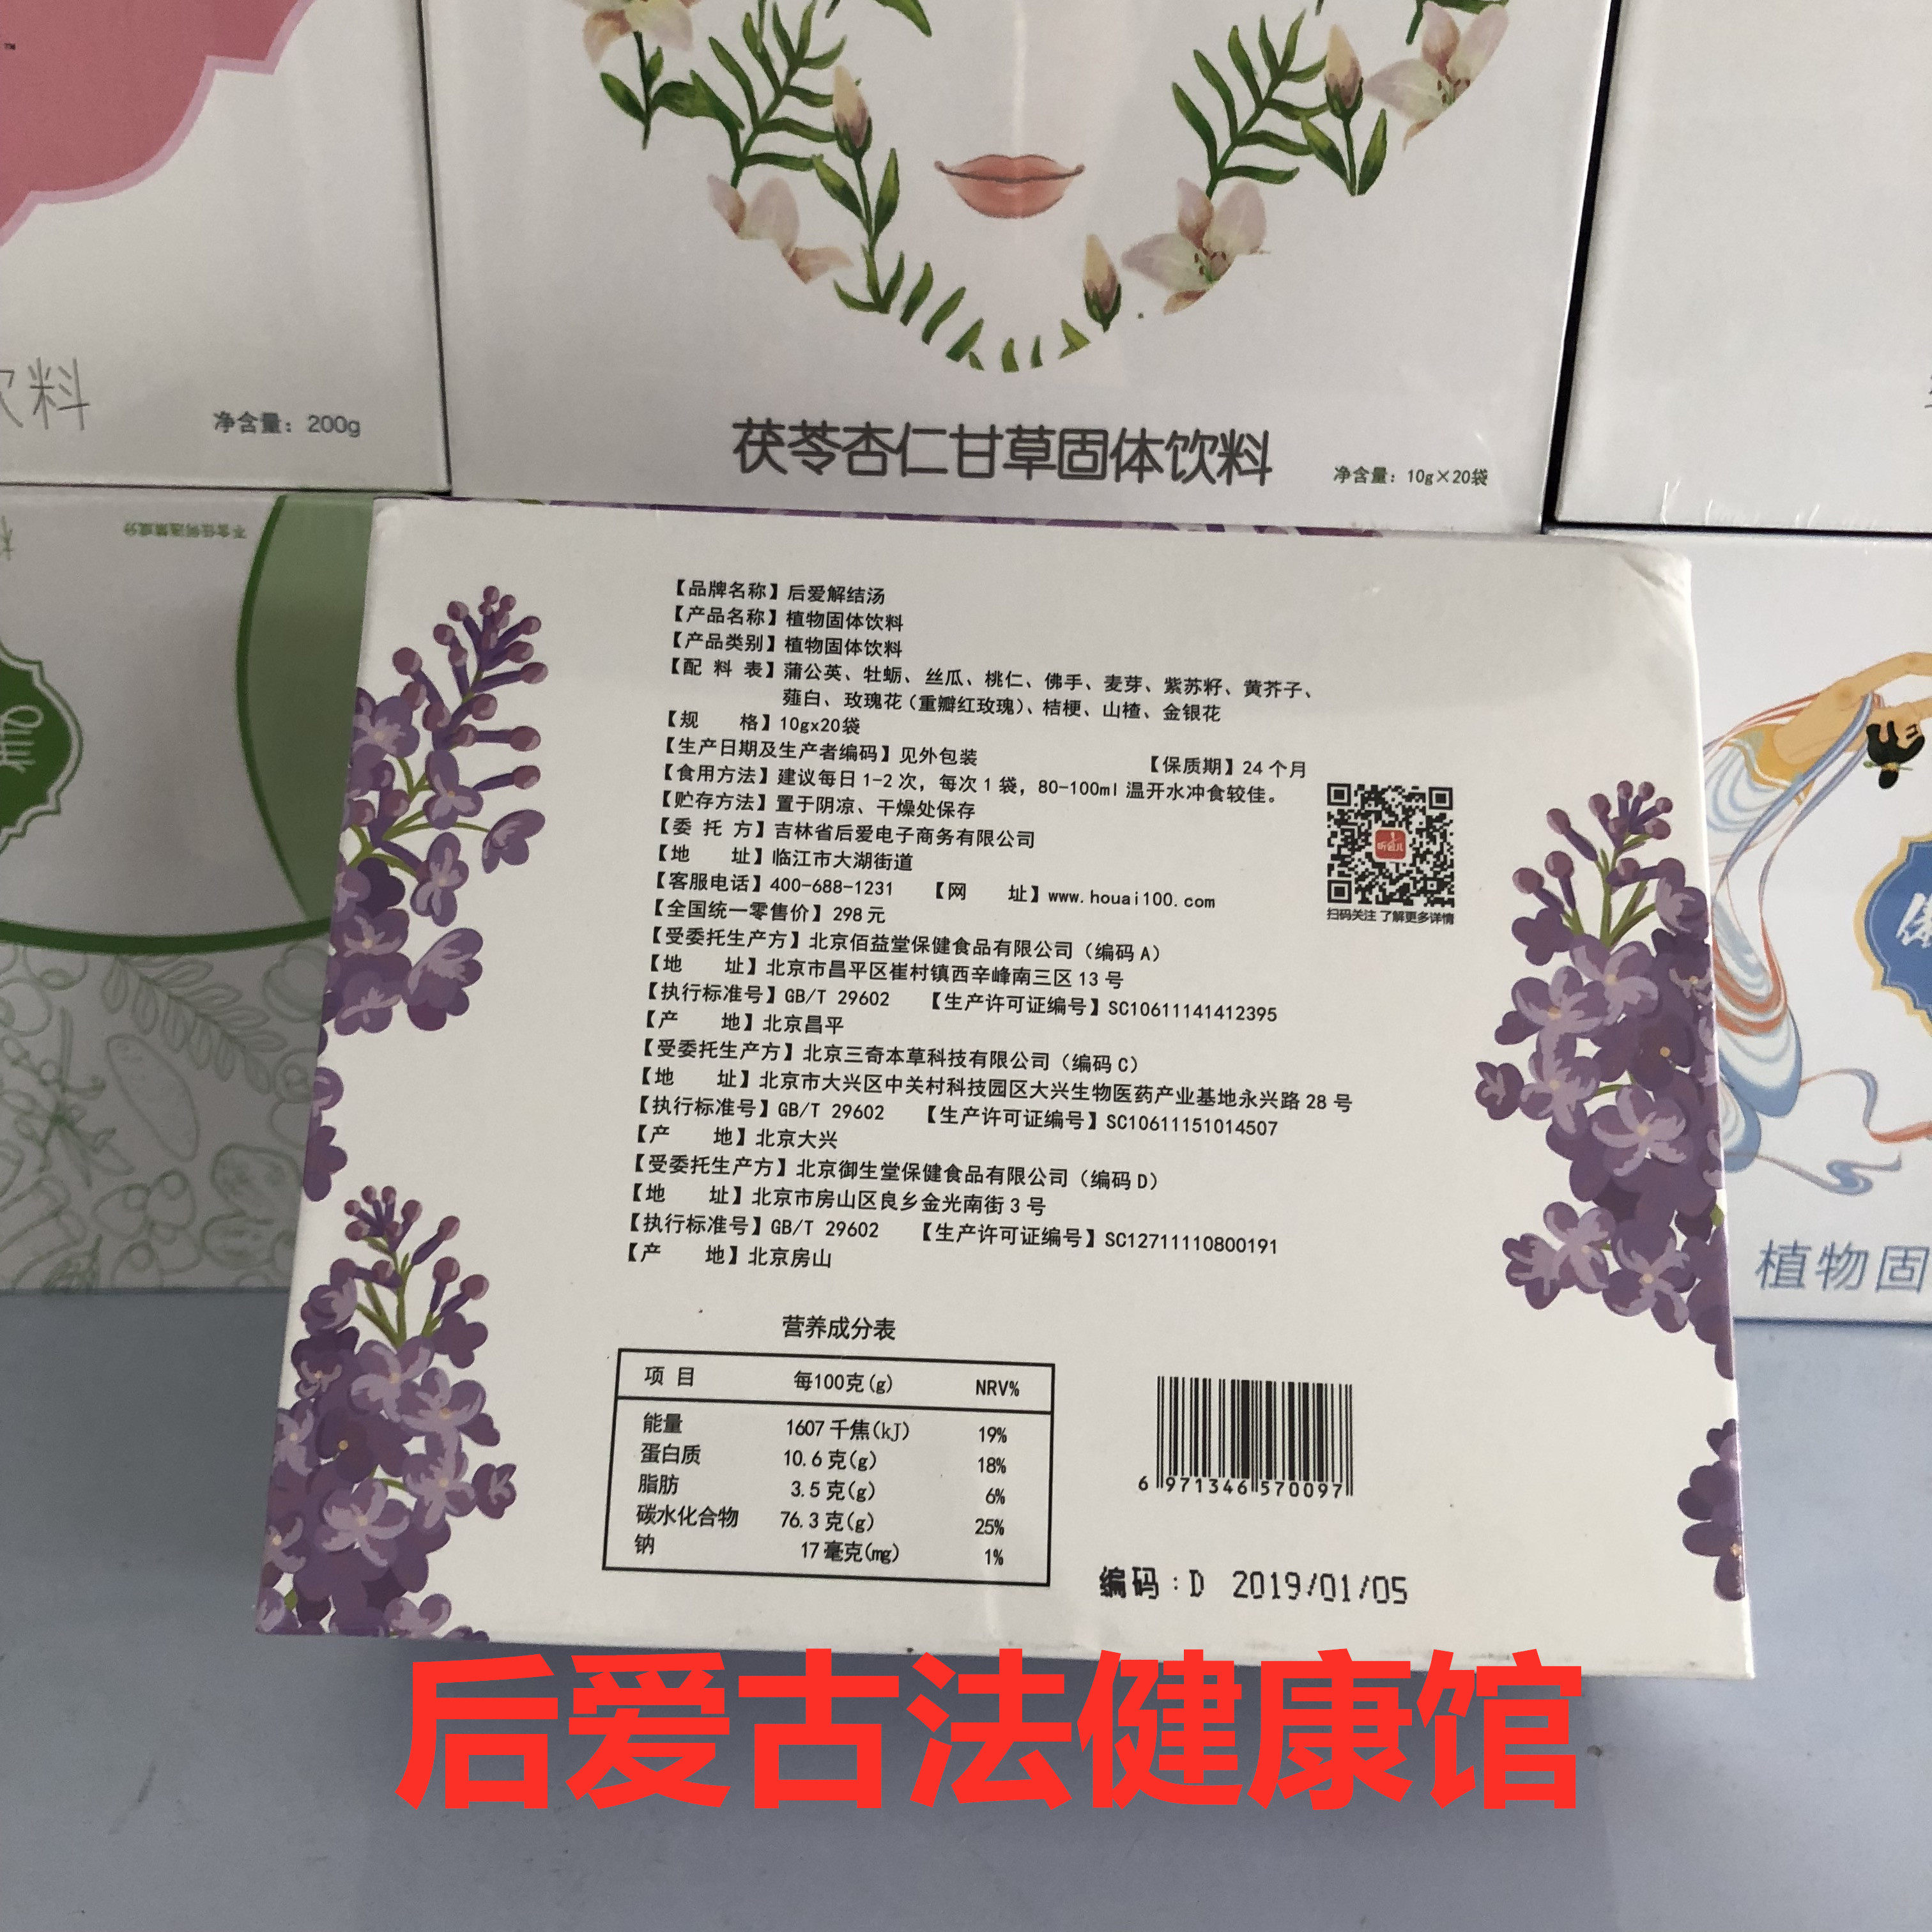 ™
饮料
净含量：200g
茯苓杏仁甘草固体饮料
净含量：10g×20袋
不含任何违禁成分
【品牌名称】后爱解结汤
【产品名称】植物固体饮料
【产品类别】植物固体饮料
【配 料 表】蒲公英、牡蛎、丝瓜、桃仁、佛手、麦芽、紫苏籽、黄芥子、
薤白、玫瑰花（重瓣红玫瑰）、桔梗、山楂、金银花
【规 格】10gx20袋
【生产日期及生产者编码】见外包装 【保质期】24个月
【食用方法】建议每日1-2次，每次1袋，80-100ml温开水冲食较佳。
【贮存方法】置于阴凉、干燥处保存
【委 托 方】吉林省后爱电子商务有限公司
【地 址】临江市大湖街道
【客服电话】400-688-1231 【网 址】www.houai100.com
【全国统一零售价】298元
扫码关注 了解更多详情
【受委托生产方】北京佰益堂保健食品有限公司（编码A）
【地 址】北京市昌平区崔村镇西辛峰南三区13号
【执行标准号】GB/T 29602 【生产许可证编号】SC10611141412395
【产 地】北京昌平
【受委托生产方】北京三奇本草科技有限公司（编码C）
【地 址】北京市大兴区中关村科技园区大兴生物医药产业基地永兴路28号
【执行标准号】GB/T 29602 【生产许可证编号】SC10611151014507
【产 地】北京大兴
【受委托生产方】北京御生堂保健食品有限公司（编码D）
【地 址】北京市房山区良乡金光南街3号
【执行标准号】GB/T 29602 【生产许可证编号】SC12711110800191
【产 地】北京房山
植物固
营养成分表
项 目 每100克(g) NRV%
能量 1607千焦(kJ) 19%
蛋白质 10.6克(g) 18%
脂肪 3.5克(g) 6%
碳水化合物 76.3克(g) 25%
钠 17毫克(mg) 1%
6 971346 570097
编码：D 2019/01/05
后爱古法健康馆